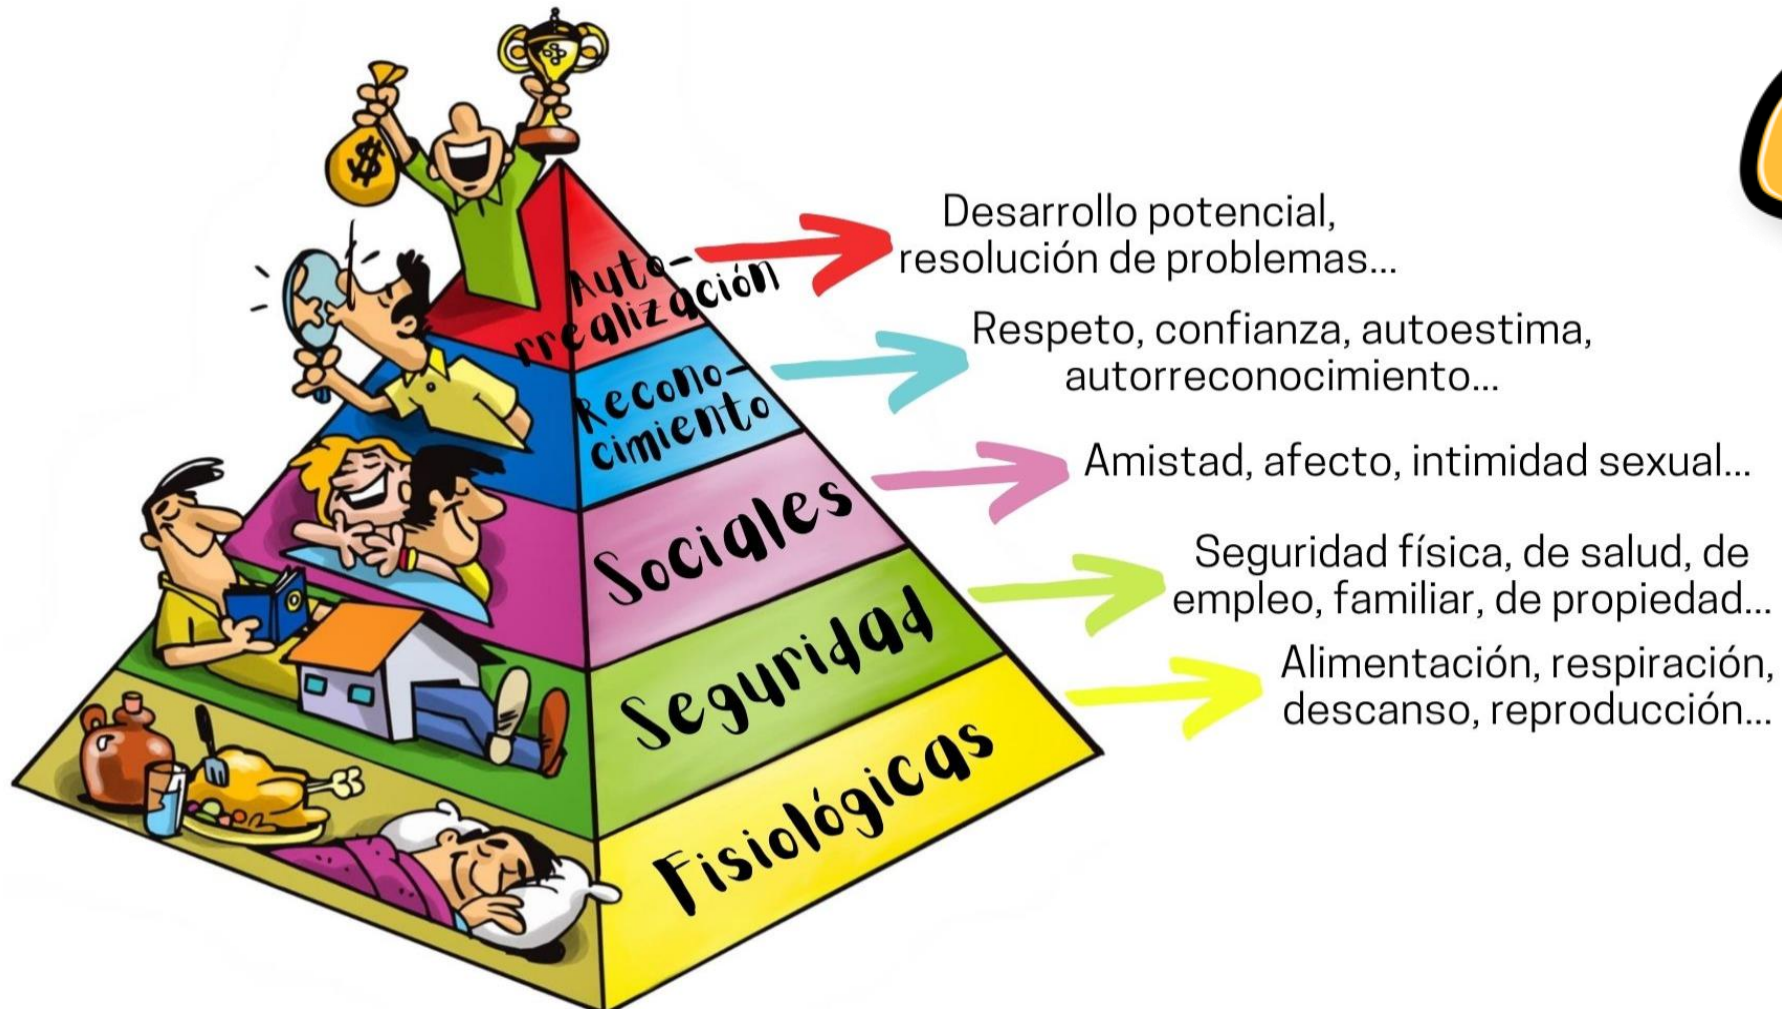 $
Auto-
rrealización
Desarrollo potencial,
resolución de problemas...
Recono-
cimiento
Respeto, confianza, autoestima,
autorreconocimiento...
Sociales
Amistad, afecto, intimidad sexual...
Seguridad
Seguridad física, de salud, de
empleo, familiar, de propiedad...
Fisiológicas
Alimentación, respiración,
descanso, reproducción...